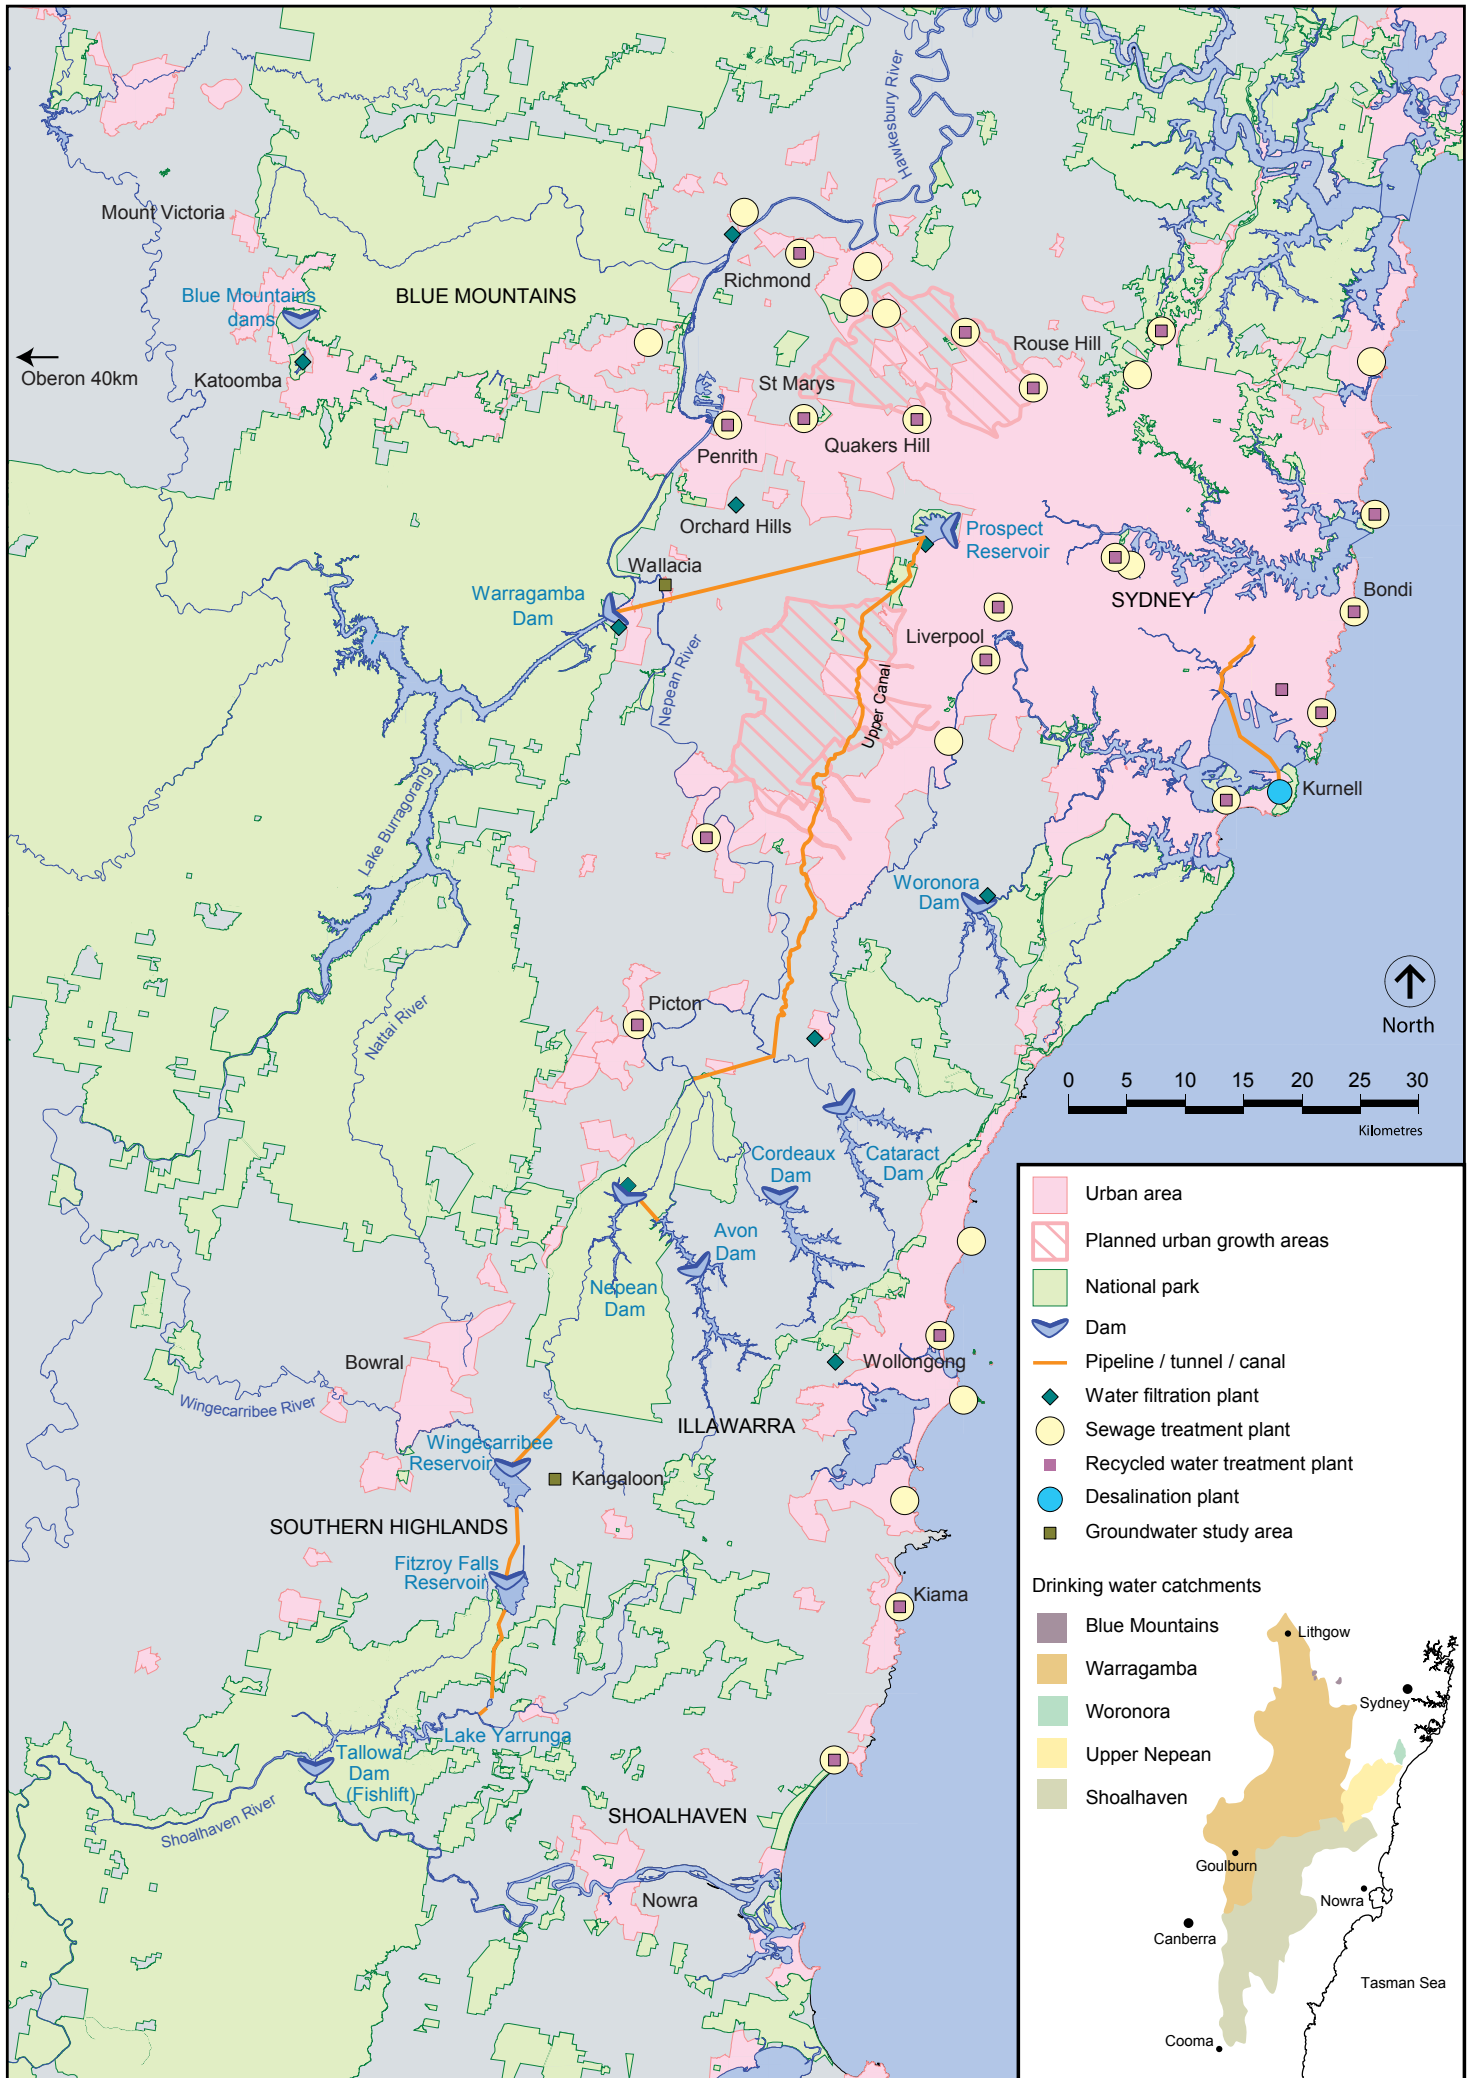 Hawkesbury River
Mount Victoria
Richmond
BLUE MOUNTAINS
Blue Mountains
dams
Rouse Hill
Oberon 40km
Katoomba
St Marys
Quakers Hill
Penrith
Orchard Hills
Prospect
Reservoir
Wallacia
Warragamba
Dam
SYDNEY
Bondi
Liverpool
Nepean River
Upper Canal
Kurnell
Lake Burragorang
Woronora
Dam
Picton
Nattai River
North
0 5 10 15 20 25 30
Kilometres
Cordeaux
Dam
Cataract
Dam
Avon
Dam
Nepean
Dam
Bowral
Wollongong
Wingecarribee River
ILLAWARRA
Wingecarribee
Reservoir
Kangaloon
SOUTHERN HIGHLANDS
Fitzroy Falls
Reservoir
Kiama
Lake Yarrunga
Tallowa
Dam
(Fishlift)
Shoalhaven River
SHOALHAVEN
Nowra
Urban area
Planned urban growth areas
National park
Dam
Pipeline / tunnel / canal
Water filtration plant
Sewage treatment plant
Recycled water treatment plant
Desalination plant
Groundwater study area
Drinking water catchments
Blue Mountains
Warragamba
Woronora
Upper Nepean
Shoalhaven
Lithgow
Sydney
Goulburn
Nowra
Canberra
Tasman Sea
Cooma